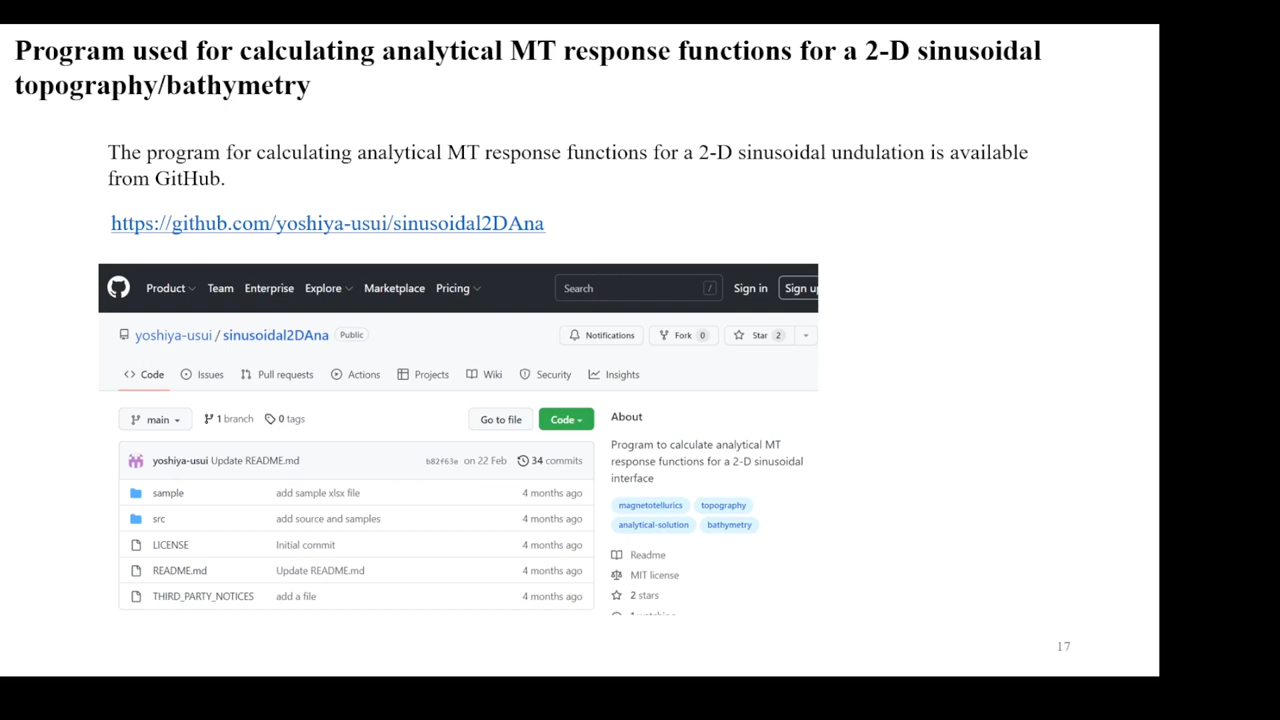 Program used for calculating analytical MT response functions for a 2-D sinusoidal
topography/bathymetry
The program for calculating analytical MT response functions for a 2-D sinusoidal undulation is available
from GitHub.
https://github.com/yoshiya-usui/sinusoidal2DAna
Product Team Enterprise Explore Marketplace Pricing Search / Sign in Sign up
yoshiya-usui / sinusoidal2DAna Public Notifications Fork 0 Star 2
Code Issues Pull requests Actions Projects Wiki Security Insights
main 1 branch 0 tags Go to file Code
yoshiya-usui Update README.md b82f63e on 22 Feb 34 commits
sample add sample xlsx file 4 months ago
src add source and samples 4 months ago
LICENSE Initial commit 4 months ago
README.md Update README.md 4 months ago
THIRD_PARTY_NOTICES add a file 4 months ago
About
Program to calculate analytical MT
response functions for a 2-D sinusoidal
interface
magnetotellurics topography
analytical-solution bathymetry
Readme
MIT license
2 stars
17